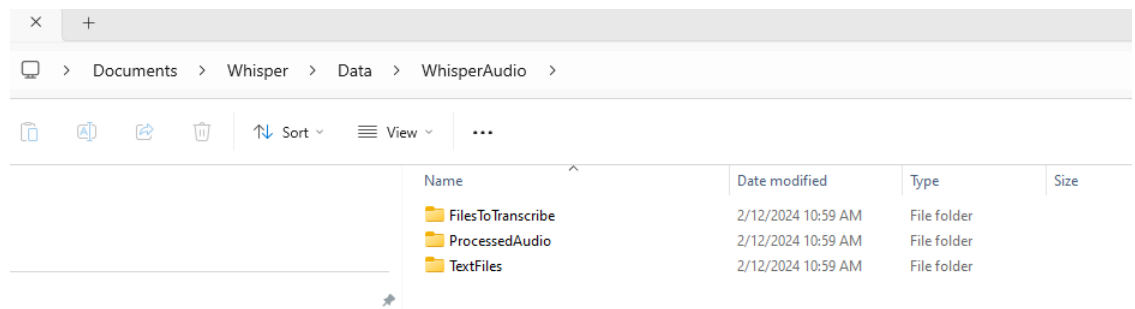 Documents > Whisper > Data > WhisperAudio >
Sort View ...
Name Date modified Type Size
FilesToTranscribe 2/12/2024 10:59 AM File folder
ProcessedAudio 2/12/2024 10:59 AM File folder
TextFiles 2/12/2024 10:59 AM File folder